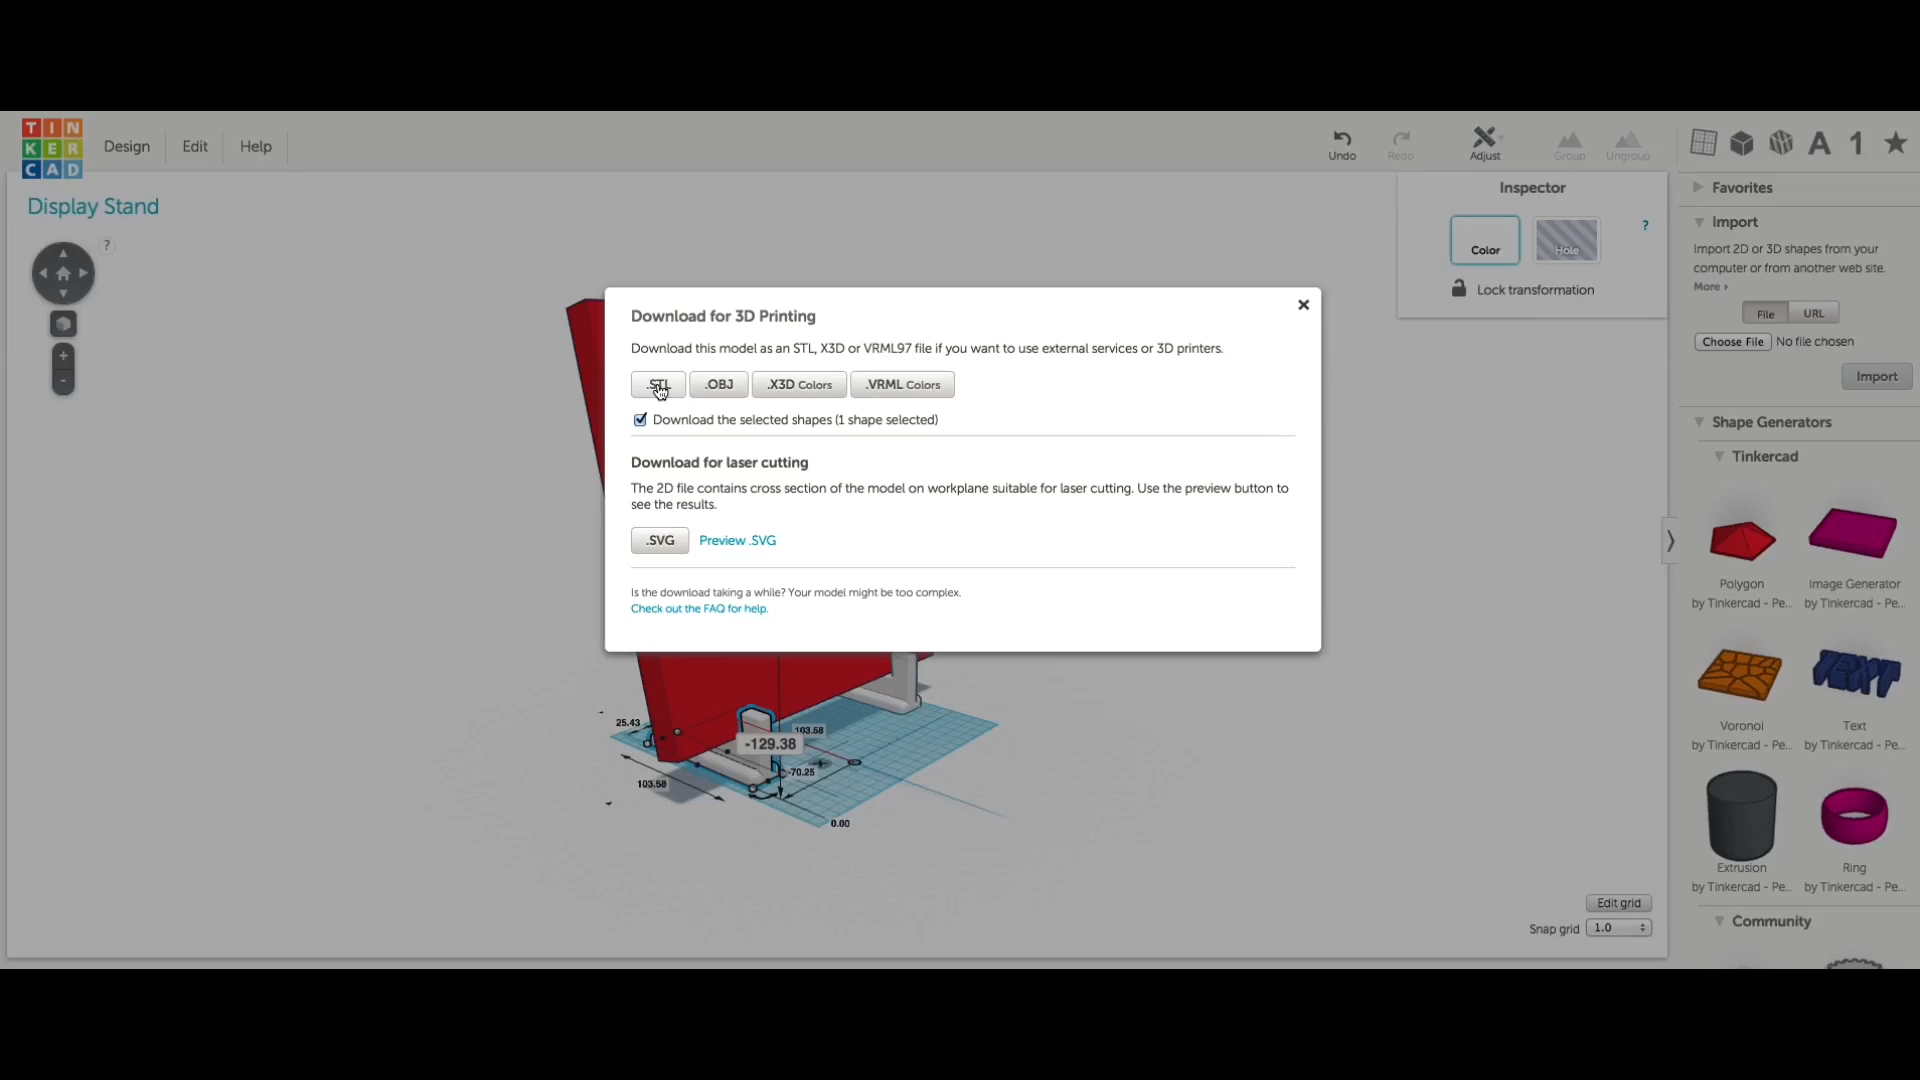 TIN
KER
CAD
Design
Edit
Help
Undo
Redo
Adjust
Group
Ungroup
A
1
Display Stand
?
+
-
Inspector
Color
Hole
?
Lock transformation
Favorites
Import
Import 2D or 3D shapes from your
computer or from another web site.
More ›
File
URL
Choose File
No file chosen
Import
Shape Generators
Tinkercad
Polygon
by Tinkercad - Pe...
Image Generator
by Tinkercad - Pe...
Voronoi
by Tinkercad - Pe...
TEXT
Text
by Tinkercad - Pe...
Extrusion
by Tinkercad - Pe...
Ring
by Tinkercad - Pe...
Community
Download for 3D Printing
Download this model as an STL, X3D or VRML97 file if you want to use external services or 3D printers.
.STL
.OBJ
.X3D Colors
.VRML Colors
Download the selected shapes (1 shape selected)
Download for laser cutting
The 2D file contains cross section of the model on workplane suitable for laser cutting. Use the preview button to
see the results.
.SVG
Preview .SVG
Is the download taking a while? Your model might be too complex.
Check out the FAQ for help.
25.43
103.58
-129.38
-70.25
103.58
0.00
Edit grid
Snap grid
1.0